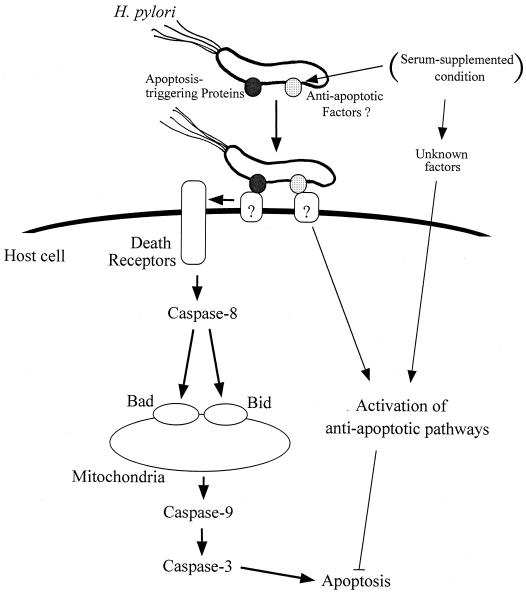 H. pylori
(Serum-supplemented
condition)
Apoptosis-
triggering Proteins
Anti-apoptotic
Factors ?
Unknown
factors
?
?
Host cell
Death
Receptors
Caspase-8
Bad
Bid
Activation of
anti-apoptotic pathways
Mitochondria
Caspase-9
Caspase-3
Apoptosis